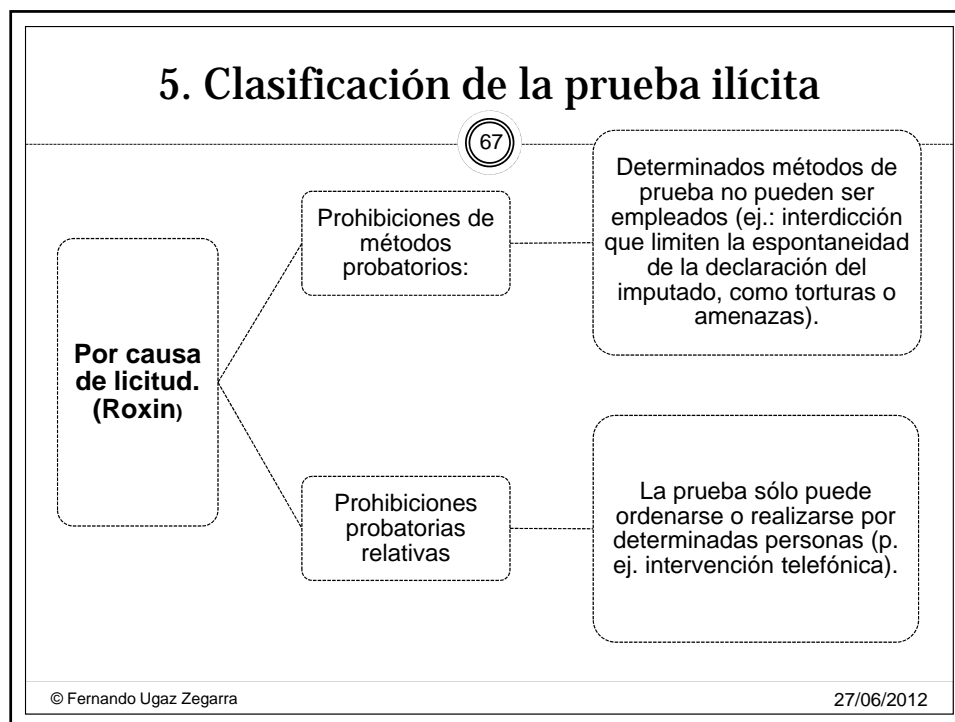 5. Clasificación de la prueba ilícita
67
Por causa
de licitud.
(Roxin)
Prohibiciones de
métodos
probatorios:
Determinados métodos de
prueba no pueden ser
empleados (ej.: interdicción
que limiten la espontaneidad
de la declaración del
imputado, como torturas o
amenazas).
Prohibiciones
probatorias
relativas
La prueba sólo puede
ordenarse o realizarse por
determinadas personas (p.
ej. intervención telefónica).
© Fernando Ugaz Zegarra
27/06/2012